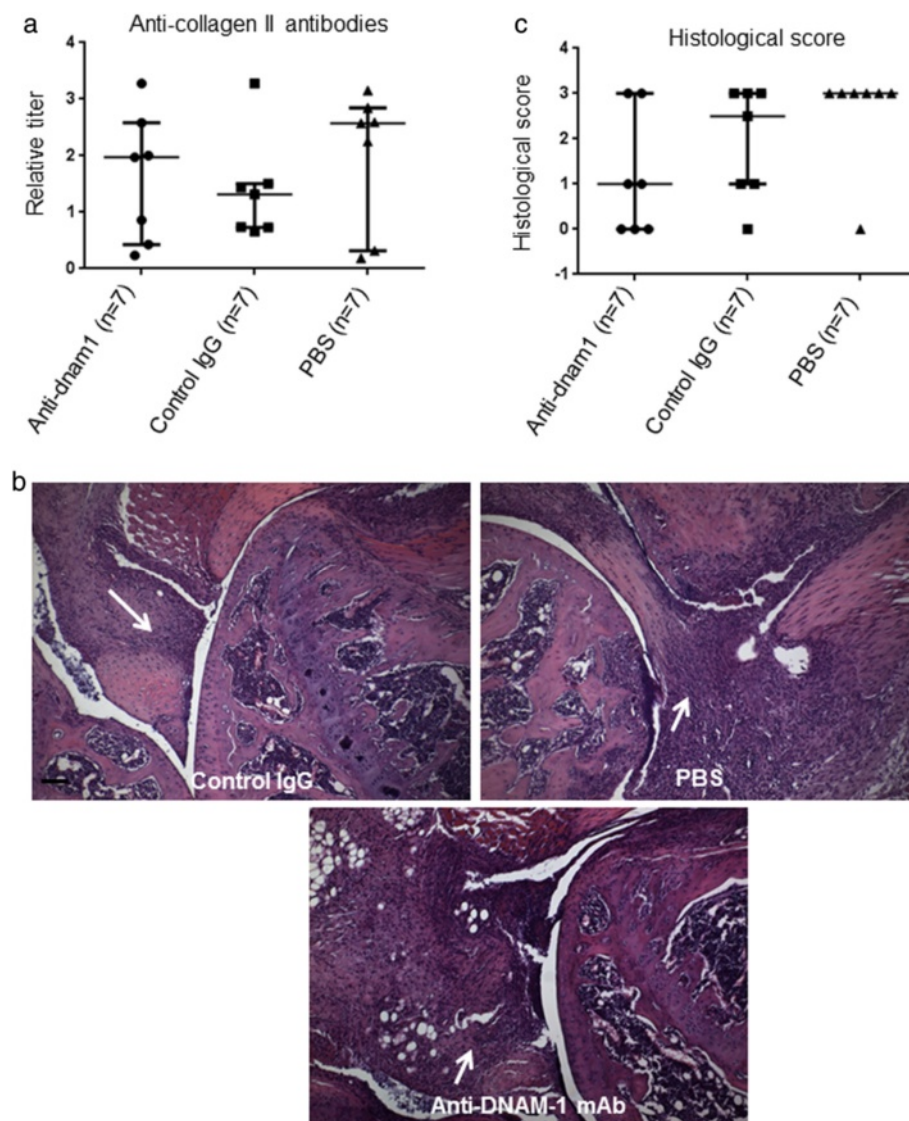 a
Anti-collagen II antibodies
Relative titer
4
3
2
1
0
Anti-dnam1 (n=7)
Control IgG (n=7)
PBS (n=7)
c
Histological score
Histological score
4
3
2
1
0
-1
Anti-dnam1 (n=7)
Control IgG (n=7)
PBS (n=7)
b
Control IgG
PBS
Anti-DNAM-1 mAb